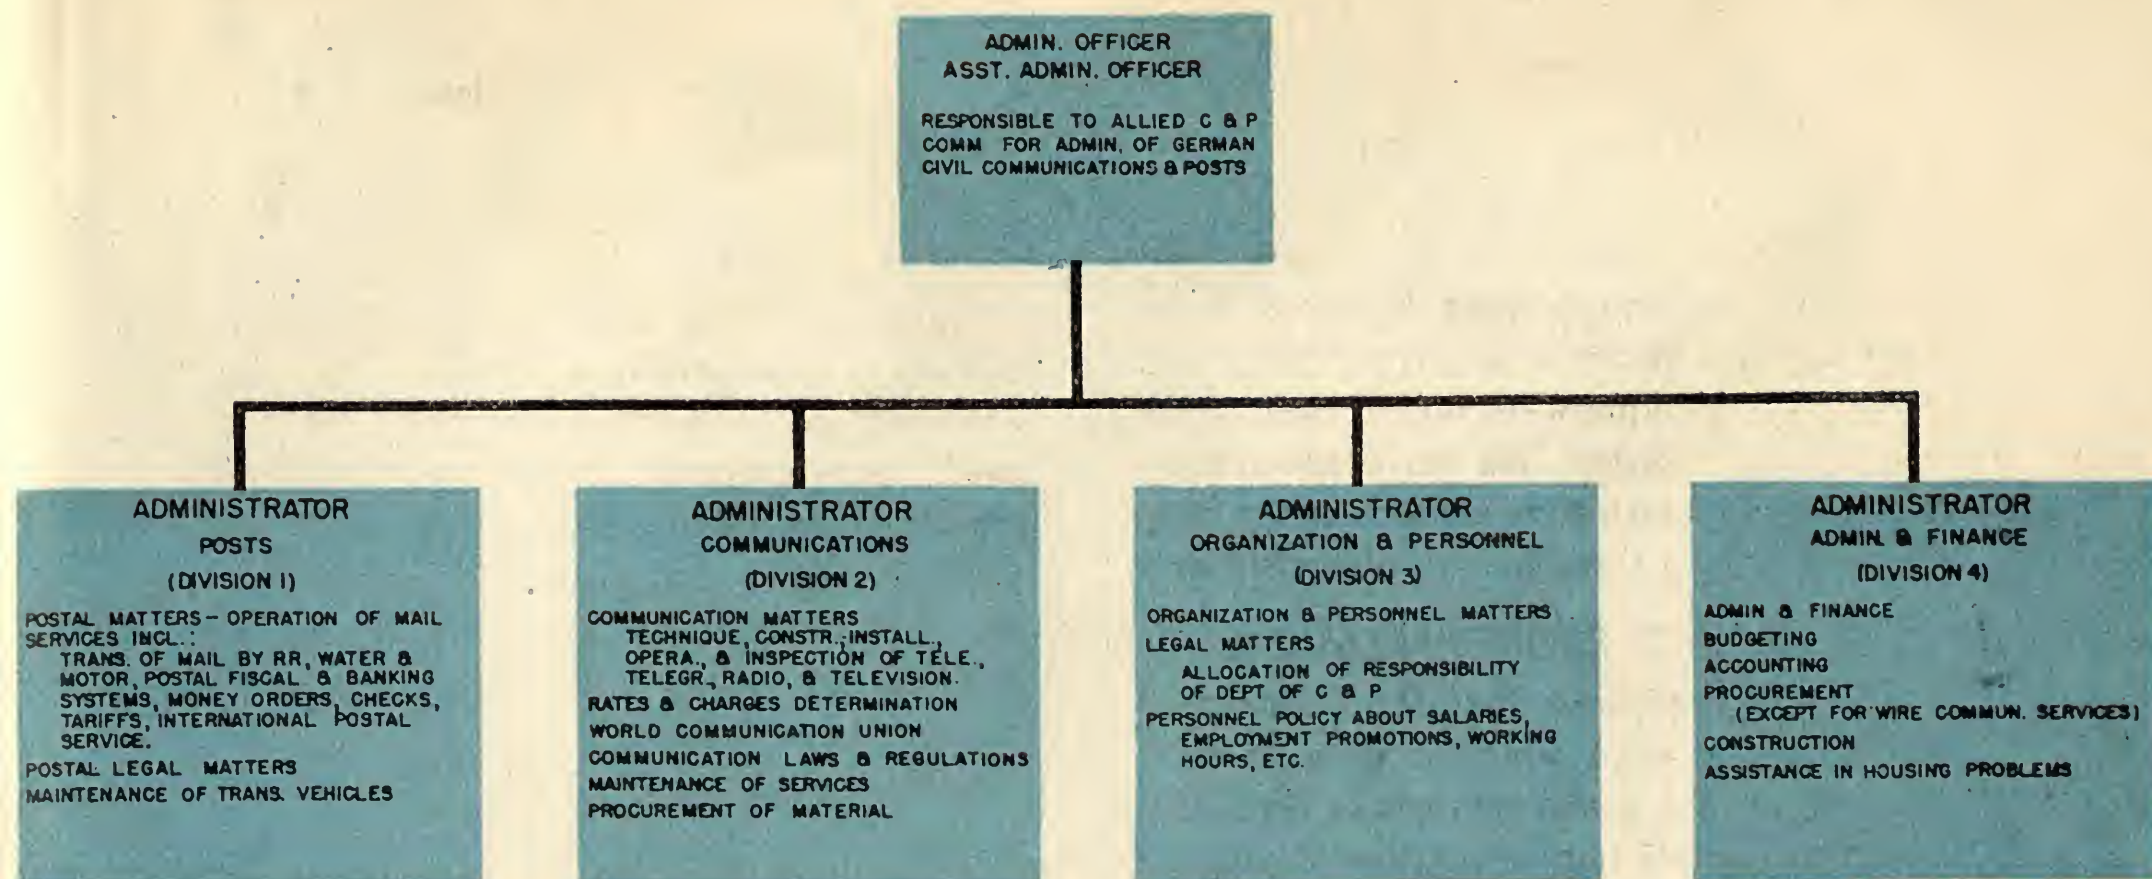 ADMIN. OFFICER
ASST. ADMIN. OFFICER
RESPONSIBLE TO ALLIED C & P
COMM FOR ADMIN. OF GERMAN
CIVIL COMMUNICATIONS & POSTS
ADMINISTRATOR
POSTS
(DIVISION 1)
POSTAL MATTERS - OPERATION OF MAIL
SERVICES INCL.:
TRANS. OF MAIL BY RR, WATER &
MOTOR, POSTAL FISCAL & BANKING
SYSTEMS, MONEY ORDERS, CHECKS,
TARIFFS, INTERNATIONAL POSTAL
SERVICE.
POSTAL LEGAL MATTERS
MAINTENANCE OF TRANS. VEHICLES
ADMINISTRATOR
COMMUNICATIONS
(DIVISION 2)
COMMUNICATION MATTERS
TECHNIQUE, CONSTR., INSTALL.,
OPERA., & INSPECTION OF TELE.,
TELEGR., RADIO, & TELEVISION.
RATES & CHARGES DETERMINATION
WORLD COMMUNICATION UNION
COMMUNICATION LAWS & REGULATIONS
MAINTENANCE OF SERVICES
PROCUREMENT OF MATERIAL
ADMINISTRATOR
ORGANIZATION & PERSONNEL
(DIVISION 3)
ORGANIZATION & PERSONNEL MATTERS
LEGAL MATTERS
ALLOCATION OF RESPONSIBILITY
OF DEPT OF C & P
PERSONNEL POLICY ABOUT SALARIES,
EMPLOYMENT PROMOTIONS, WORKING
HOURS, ETC.
ADMINISTRATOR
ADMIN. & FINANCE
(DIVISION 4)
ADMIN & FINANCE
BUDGETING
ACCOUNTING
PROCUREMENT
(EXCEPT FOR WIRE COMMUN. SERVICES)
CONSTRUCTION
ASSISTANCE IN HOUSING PROBLEMS